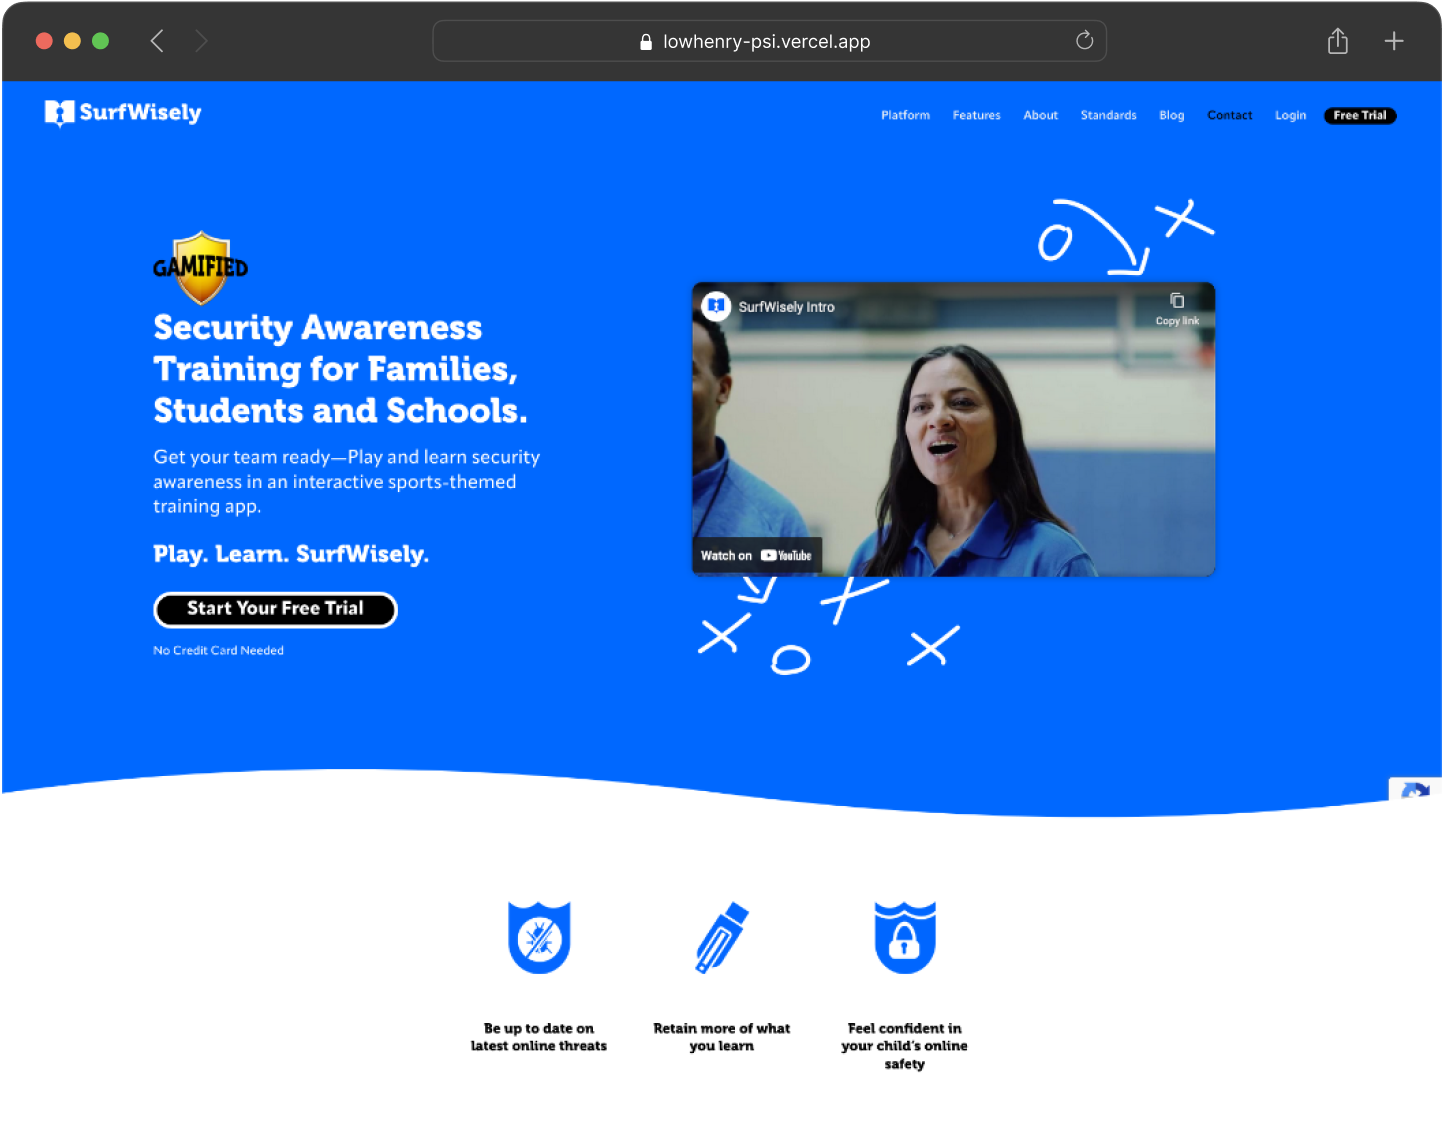 lowhenry-psi.vercel.app
SurfWisely
Platform Features About Standards Blog Contact Login Free Trial
GAMIFIED
Security Awareness
Training for Families,
Students and Schools.
Get your team ready—Play and learn security
awareness in an interactive sports-themed
training app.
Play. Learn. SurfWisely.
Start Your Free Trial
No Credit Card Needed
SurfWisely Intro
Copy link
Watch on YouTube
Be up to date on
latest online threats
Retain more of what
you learn
Feel confident in
your child's online
safety